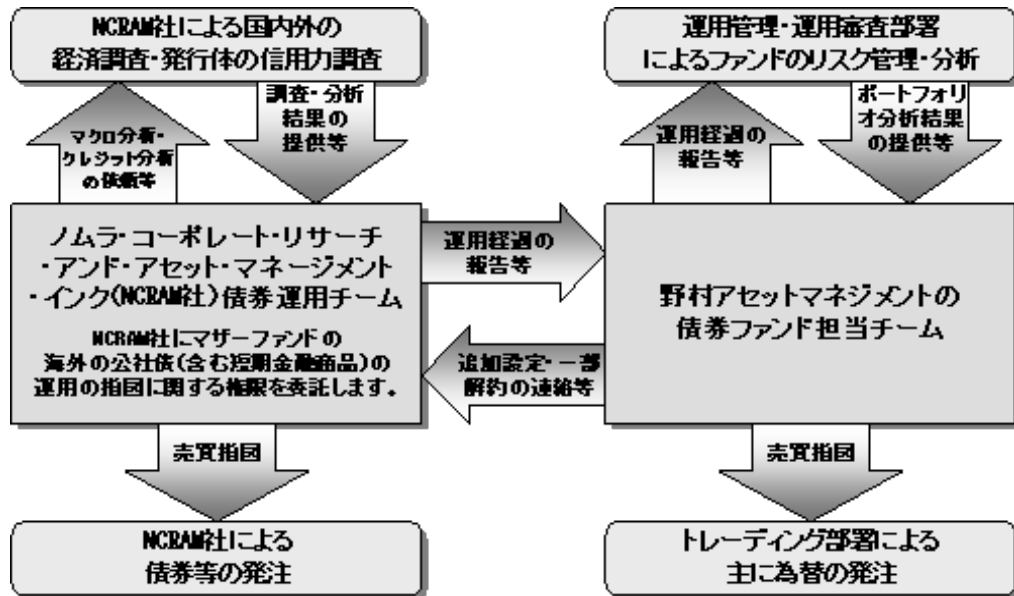 NCRAM社による国内外の
経済調査・発行体の信用力調査
運用管理・運用審査部署
によるファンドのリスク管理・分析
マクロ分析・
クレジット分析
の依頼等
調査・分析
結果の
提供等
運用経過の
報告等
ポートフォリ
オ分析結果
の提供等
ノムラ・コーポレート・リサーチ
・アンド・アセット・マネージメント
・インク(NCRAM社)債券運用チーム
NCRAM社にマザーファンドの
海外の公社債(含む短期金融商品)の
運用の指図に関する権限を委託します。
運用経過の
報告等
追加設定・一部
解約の連絡等
野村アセットマネジメントの
債券ファンド担当チーム
売買指図
売買指図
NCRAM社による
債券等の発注
トレーディング部署による
主に為替の発注